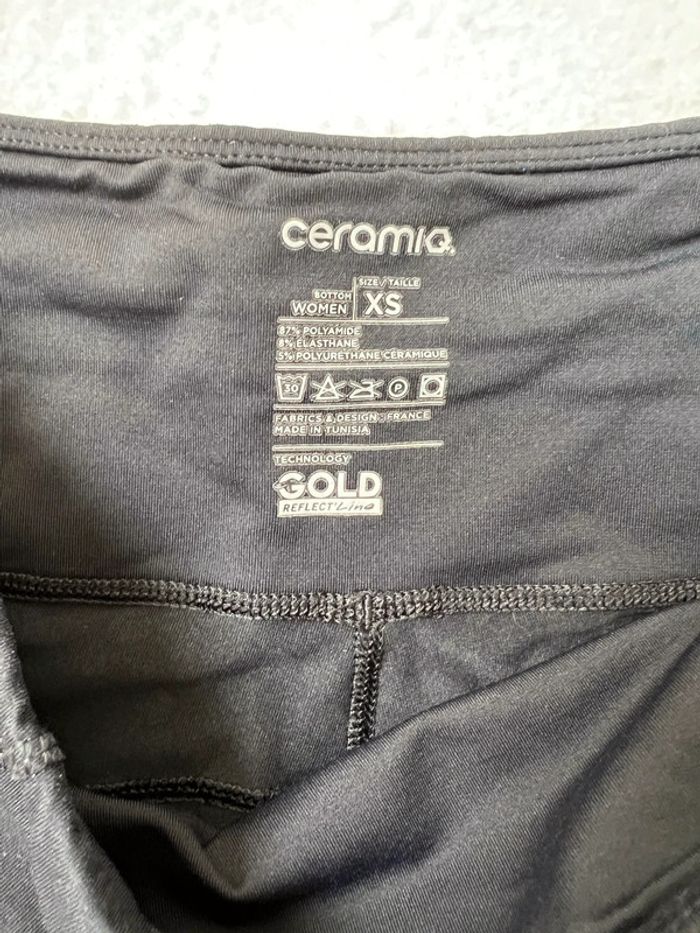 ceramiq
SIZE/TAILLE
BOTTOM
WOMEN
XS
87% POLYAMIDE
8% ELASTHANE
5% POLYURETHANE CÉRAMIQUE
30 P
FABRICS & DESIGN: FRANCE
MADE IN TUNISIA
TECHNOLOGY
GOLD
REFLECT'Line